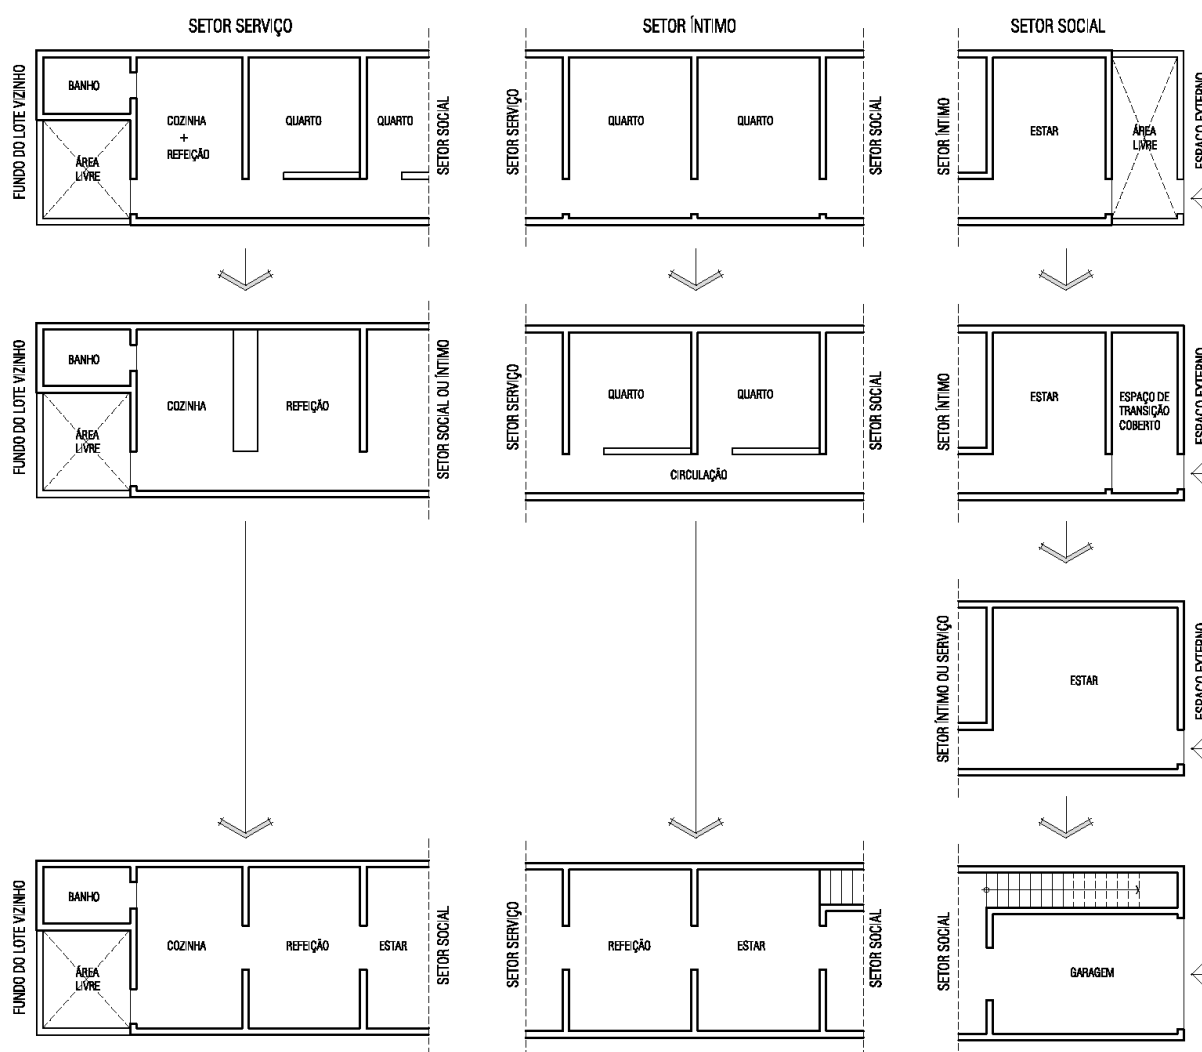 SETOR SERVIÇO
SETOR ÍNTIMO
SETOR SOCIAL
FUNDO DO LOTE VIZINHO
BANHO
COZINHA
+
REFEIÇÃO
QUARTO
QUARTO
ÁREA
LIVRE
SETOR SOCIAL
SETOR SERVIÇO
QUARTO
QUARTO
SETOR SOCIAL
SETOR ÍNTIMO
ESTAR
ÁREA
LIVRE
ESPAÇO EXTERNO
FUNDO DO LOTE VIZINHO
BANHO
COZINHA
REFEIÇÃO
ÁREA
LIVRE
SETOR SOCIAL OU ÍNTIMO
SETOR SERVIÇO
QUARTO
QUARTO
CIRCULAÇÃO
SETOR SOCIAL
SETOR ÍNTIMO
ESTAR
ESPAÇO DE
TRANSIÇÃO
COBERTO
ESPAÇO EXTERNO
SETOR ÍNTIMO OU SERVIÇO
ESTAR
ESPAÇO EXTERNO
FUNDO DO LOTE VIZINHO
BANHO
COZINHA
REFEIÇÃO
ESTAR
ÁREA
LIVRE
SETOR SOCIAL
SETOR SERVIÇO
REFEIÇÃO
ESTAR
SETOR SOCIAL
SETOR SOCIAL
GARAGEM